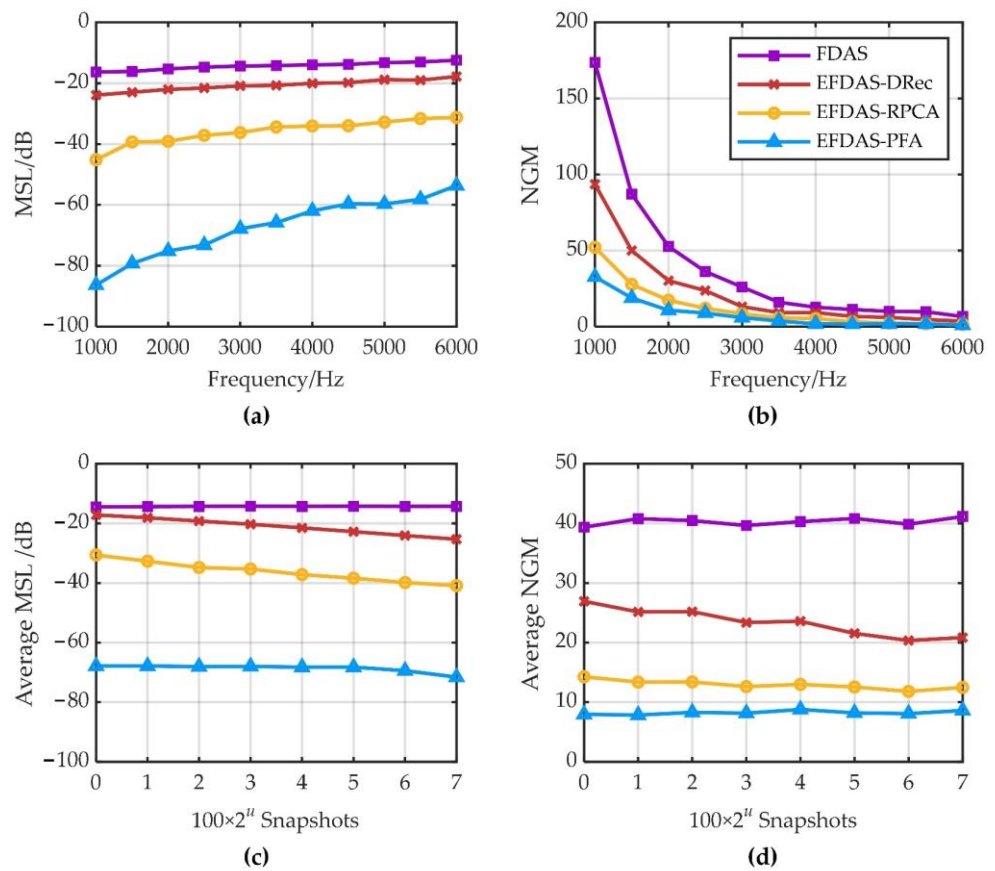 0
−20
−40
−60
−80
−100
MSL/dB
1000 2000 3000 4000 5000 6000
Frequency/Hz
(a)
200
150
100
50
0
NGM
FDAS
EFDAS-DRec
EFDAS-RPCA
EFDAS-PFA
1000 2000 3000 4000 5000 6000
Frequency/Hz
(b)
0
−20
−40
−60
−80
−100
Average MSL /dB
0 1 2 3 4 5 6 7
100×2^u Snapshots
(c)
50
40
30
20
10
0
Average NGM
0 1 2 3 4 5 6 7
100×2^u Snapshots
(d)